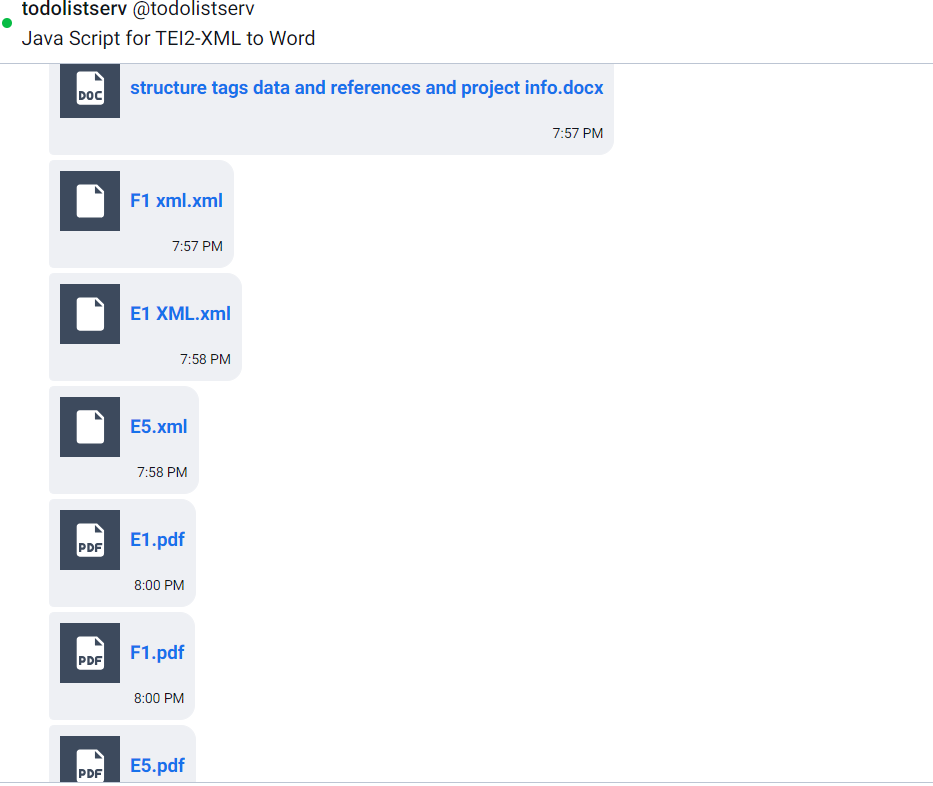 todolistserv @todolistserv
Java Script for TEI2-XML to Word
DOC
structure tags data and references and project info.docx
7:57 PM
F1 xml.xml
7:57 PM
E1 XML.xml
7:58 PM
E5.xml
7:58 PM
PDF
E1.pdf
8:00 PM
PDF
F1.pdf
8:00 PM
PDF
E5.pdf